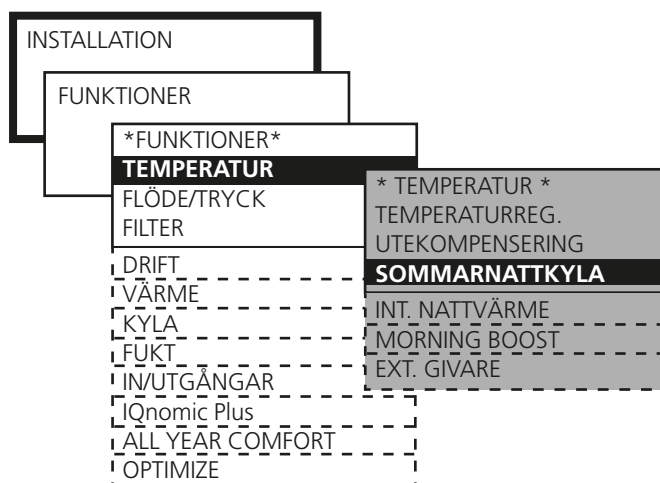 INSTALLATION
FUNKTIONER
*FUNKTIONER*
TEMPERATUR
FLÖDE/TRYCK
FILTER
DRIFT
VÄRME
KYLA
FUKT
IN/UTGÅNGAR
IQnomic Plus
ALL YEAR COMFORT
OPTIMIZE
* TEMPERATUR *
TEMPERATURREG.
UTEKOMPENSERING
SOMMARNATTKYLA
INT. NATTVÄRME
MORNING BOOST
EXT. GIVARE